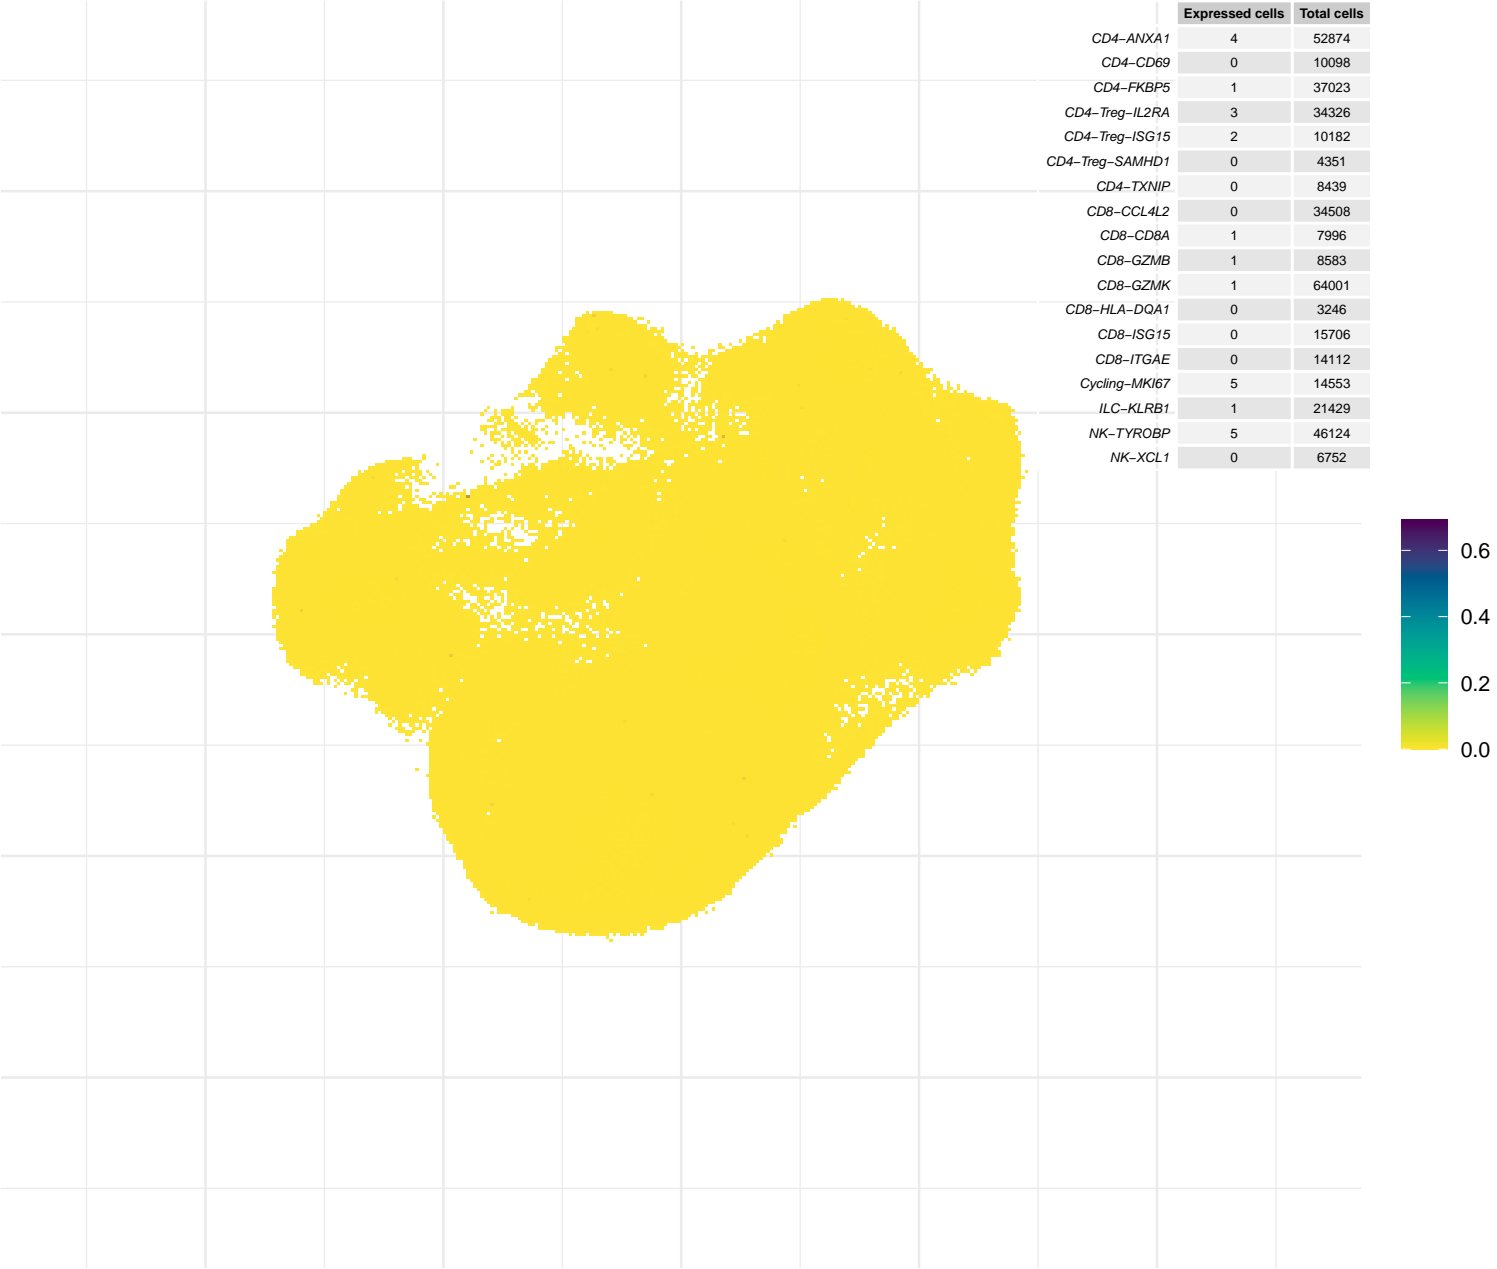 Expressed cells Total cells
CD4−ANXA1 4 52874
CD4−CD69 0 10098
CD4−FKBP5 1 37023
CD4−Treg−IL2RA 3 34326
CD4−Treg−ISG15 2 10182
CD4−Treg−SAMHD1 0 4351
CD4−TXNIP 0 8439
CD8−CCL4L2 0 34508
CD8−CD8A 1 7996
CD8−GZMB 1 8583
CD8−GZMK 1 64001
CD8−HLA−DQA1 0 3246
CD8−ISG15 0 15706
CD8−ITGAE 0 14112
Cycling−MKI67 5 14553
ILC−KLRB1 1 21429
NK−TYROBP 5 46124
NK−XCL1 0 6752
0.6
0.4
0.2
0.0